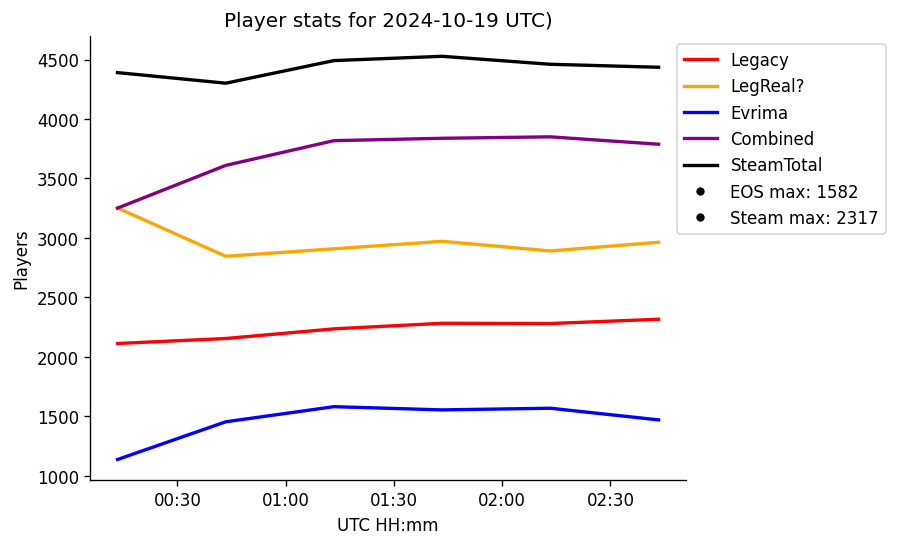 Player stats for 2024-10-19 UTC)
Legacy
LegReal?
Evrima
Combined
SteamTotal
EOS max: 1582
Steam max: 2317
Players
4500
4000
3500
3000
2500
2000
1500
1000
00:30 01:00 01:30 02:00 02:30
UTC HH:mm